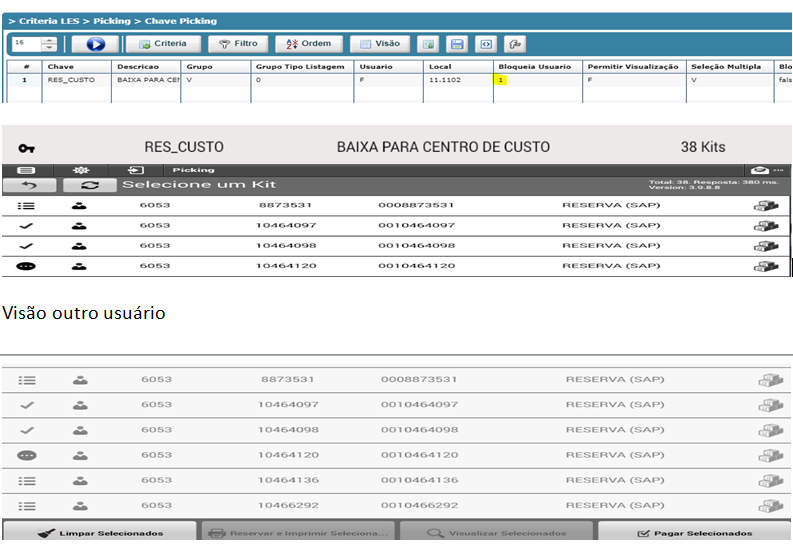 > Criteria LES > Picking > Chave Picking
16 Criteria Filtro Ordem Visão
# Chave Descricao Grupo Grupo Tipo Listagem Usuario Local Bloqueia Usuario Permitir Visualização Seleção Multipla Blo
1 RES_CUSTO BAIXA PARA CEN V 0 F 11.1102 1 F V fals
RES_CUSTO BAIXA PARA CENTRO DE CUSTO 38 Kits
Picking
Selecione um Kit Total: 38. Resposta: 380 ms.
Version: 3.9.8.8
6053 8873531 0008873531 RESERVA (SAP)
6053 10464097 0010464097 RESERVA (SAP)
6053 10464098 0010464098 RESERVA (SAP)
6053 10464120 0010464120 RESERVA (SAP)
Visão outro usuário
6053 8873531 0008873531 RESERVA (SAP)
6053 10464097 0010464097 RESERVA (SAP)
6053 10464098 0010464098 RESERVA (SAP)
6053 10464120 0010464120 RESERVA (SAP)
6053 10464136 0010464136 RESERVA (SAP)
6053 10466292 0010466292 RESERVA (SAP)
Limpar Selecionados Reservar e Imprimir Seleciona... Visualizar Selecionados Pagar Selecionados